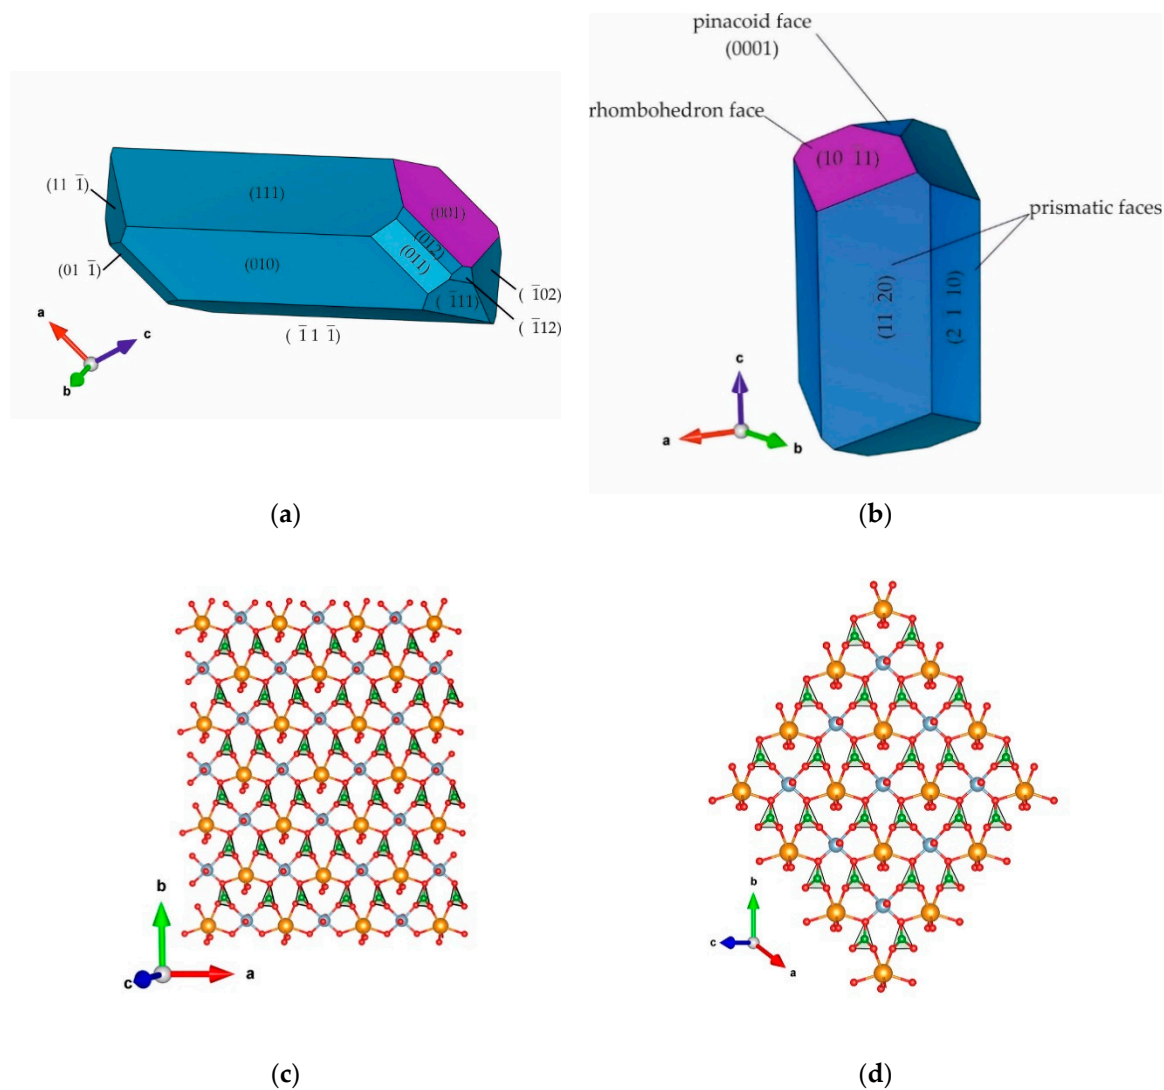 (11 1̅)
(111)
(001)
(012)
(011)
(01 1̅)
(010)
(1̅11)
(1̅02)
(1̅12)
(1̅ 1 1̅)
a
c
b
(a)
pinacoid face
(0001)
rhombohedron face
(10 1̅1)
prismatic faces
(11 2̅0)
(2 1 10)
c
a
b
(b)
b
a
c
(c)
b
c
a
(d)